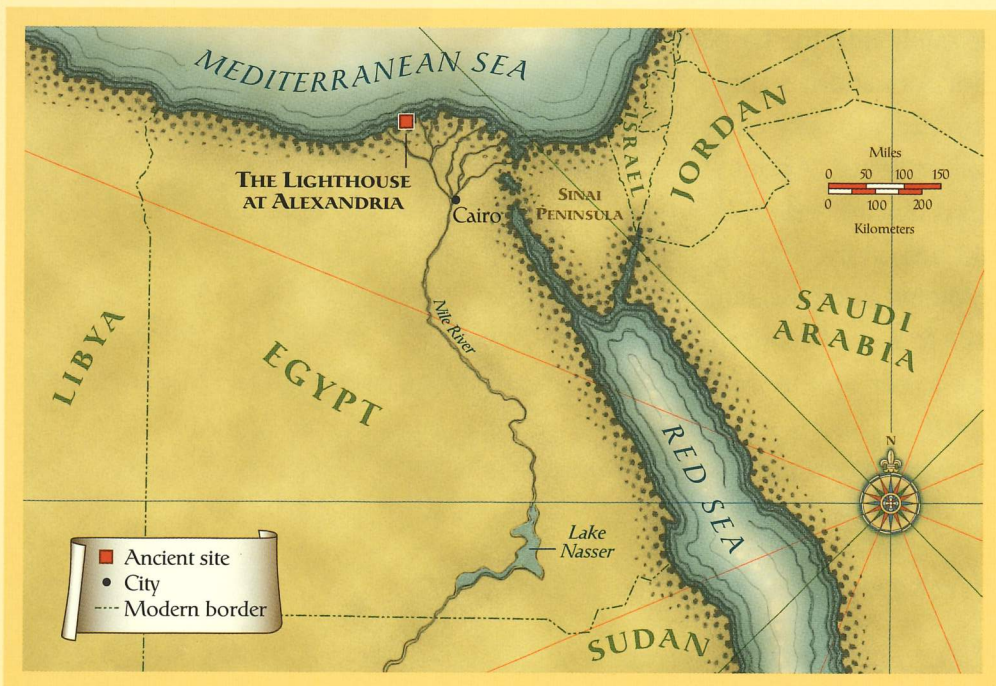 MEDITERRANEAN SEA
THE LIGHTHOUSE
AT ALEXANDRIA
Cairo
SINAI
PENINSULA
ISRAEL
JORDAN
Miles
0 50 100 150
0 100 200
Kilometers
Nile River
LIBYA
EGYPT
SAUDI
ARABIA
RED SEA
N
Lake
Nasser
SUDAN
Ancient site
City
Modern border